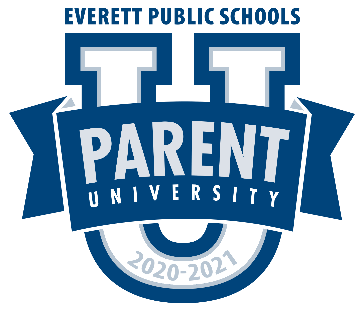 EVERETT PUBLIC SCHOOLS
PARENT
UNIVERSITY
2020-2021